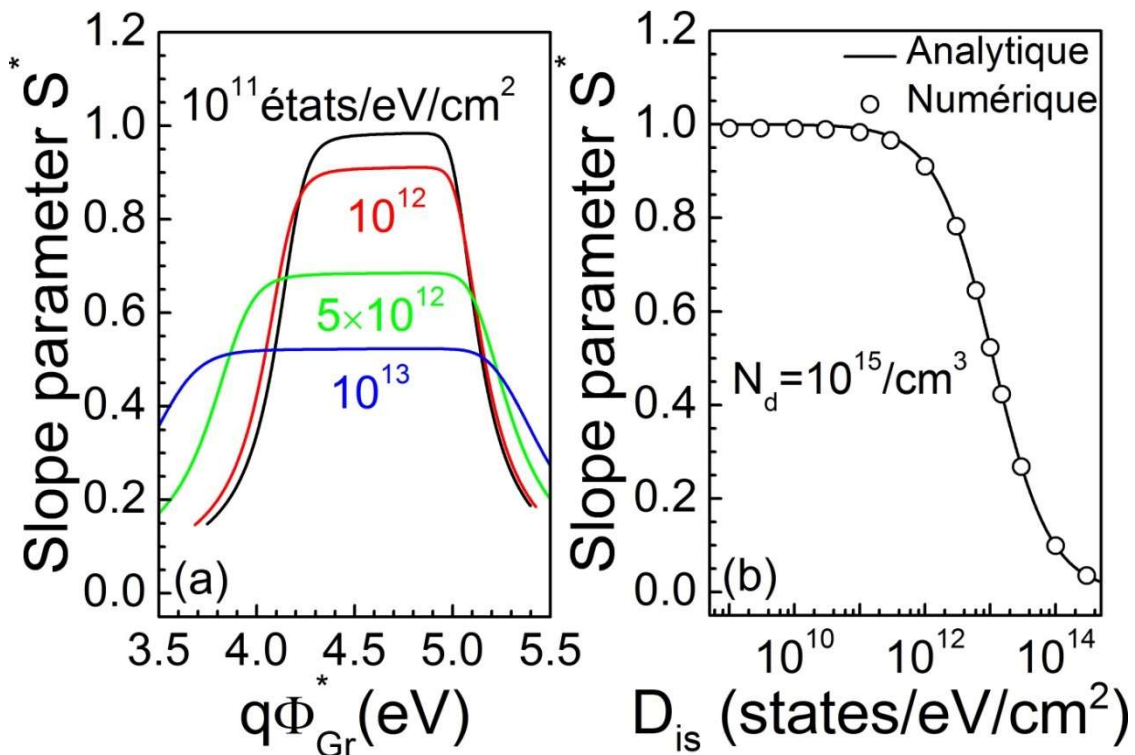 Slope parameter S*
1.2
1.0
0.8
0.6
0.4
0.2
0.0
10¹¹ états/eV/cm²
10¹²
5×10¹²
10¹³
(a)
3.5 4.0 4.5 5.0 5.5
qΦ*Gr (eV)
Slope parameter S*
1.2
1.0
0.8
0.6
0.4
0.2
0.0
Analytique
Numérique
N_d=10¹⁵/cm³
(b)
10¹⁰ 10¹² 10¹⁴
D_is (states/eV/cm²)